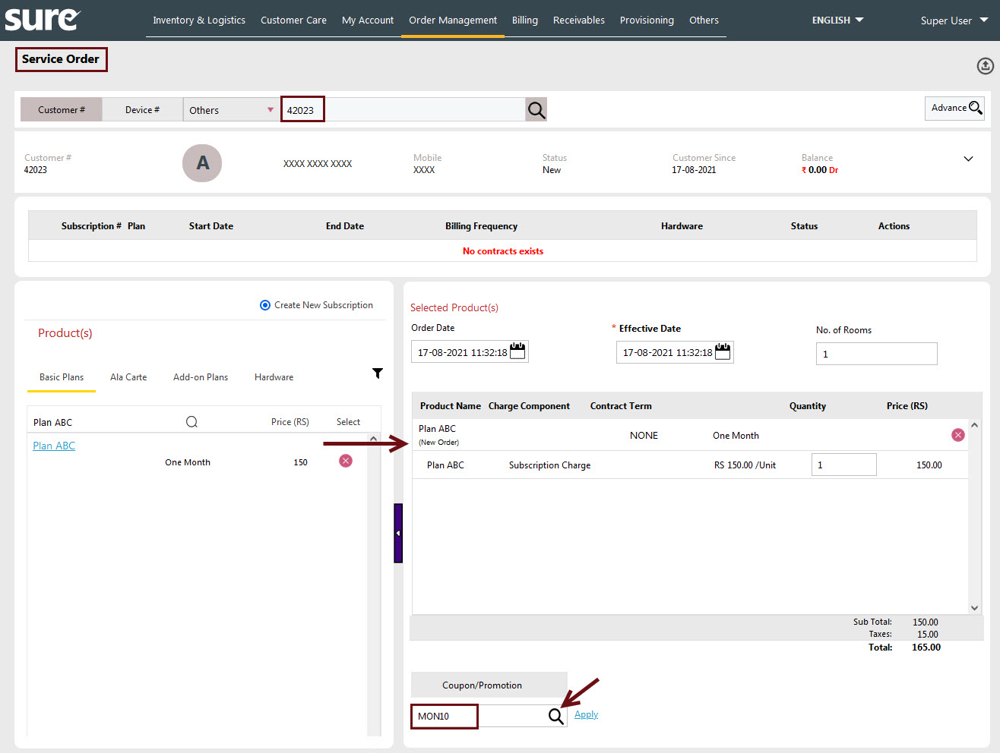 sure
Inventory & Logistics Customer Care My Account Order Management Billing Receivables Provisioning Others ENGLISH Super User
Service Order
Customer # Device # Others 42023 Advance
Customer # Mobile Status Customer Since Balance
42023 A XXXX XXXX XXXX XXXX New 17-08-2021 ₹ 0.00 Dr
Subscription # Plan Start Date End Date Billing Frequency Hardware Status Actions
No contracts exists
Create New Subscription
Product(s)
Basic Plans Ala Carte Add-on Plans Hardware
Plan ABC Price (RS) Select
Plan ABC
One Month 150
Selected Product(s)
Order Date * Effective Date No. of Rooms
17-08-2021 11:32:18 17-08-2021 11:32:18 1
Product Name Charge Component Contract Term Quantity Price (RS)
Plan ABC
(New Order) NONE One Month
Plan ABC Subscription Charge RS 150.00 /Unit 1 150.00
Sub Total: 150.00
Taxes: 15.00
Total: 165.00
Coupon/Promotion
MON10 Apply